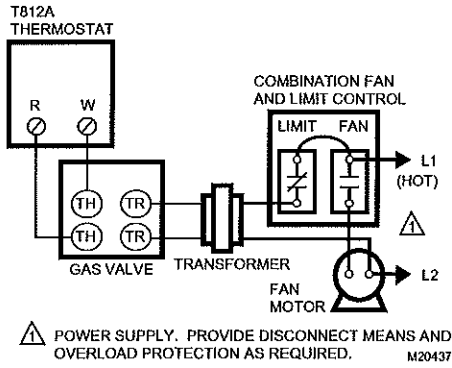 T812A
THERMOSTAT
R W
COMBINATION FAN
AND LIMIT CONTROL
LIMIT FAN
L1
(HOT)
1
TH TR
TH TR
GAS VALVE
TRANSFORMER
FAN
MOTOR
L2
1 POWER SUPPLY. PROVIDE DISCONNECT MEANS AND
OVERLOAD PROTECTION AS REQUIRED.
M20437